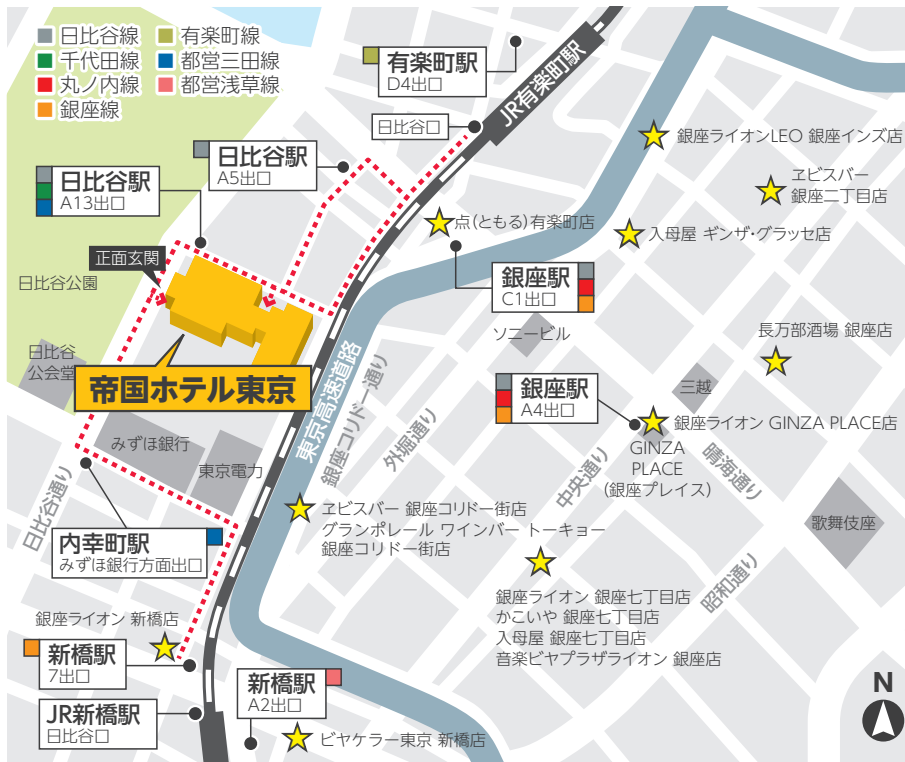 日比谷線
有楽町線
千代田線
都営三田線
丸ノ内線
都営浅草線
銀座線
有楽町駅
D4出口
JR有楽町駅
日比谷口
日比谷駅
A5出口
日比谷駅
A13出口
銀座ライオンLEO 銀座インズ店
ヱビスバー
銀座二丁目店
点(ともる)有楽町店
入母屋 ギンザ・グラッセ店
正面玄関
日比谷公園
銀座駅
C1出口
ソニービル
長万部酒場 銀座店
日比谷
公会堂
帝国ホテル東京
東京高速道路
銀座コリドー通り
外堀通り
銀座駅
A4出口
三越
銀座ライオン GINZA PLACE店
GINZA
PLACE
(銀座プレイス)
中央通り
晴海通り
みずほ銀行
東京電力
日比谷通り
ヱビスバー 銀座コリドー街店
グランポレール ワインバー トーキョー
銀座コリドー街店
歌舞伎座
昭和通り
内幸町駅
みずほ銀行方面出口
銀座ライオン 銀座七丁目店
かこいや 銀座七丁目店
入母屋 銀座七丁目店
音楽ビヤプラザライオン 銀座店
銀座ライオン 新橋店
新橋駅
7出口
新橋駅
A2出口
JR新橋駅
日比谷口
ビヤケラー東京 新橋店
N